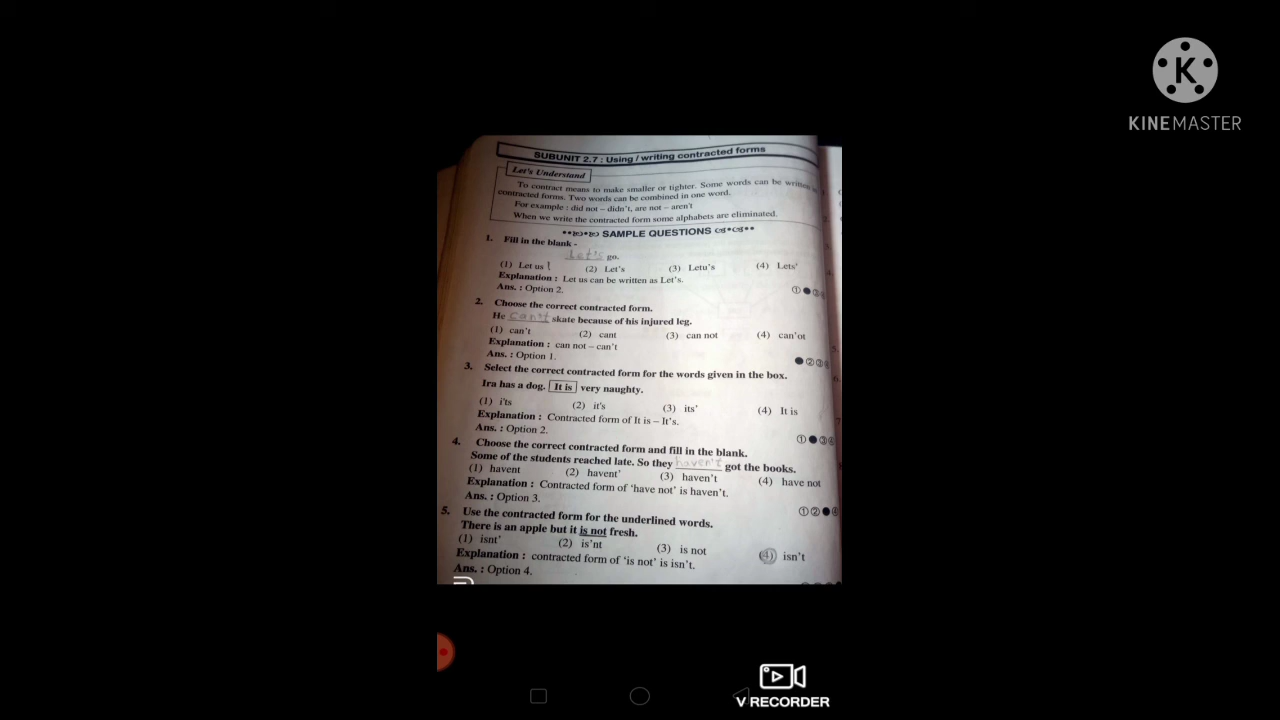 K
KINEMASTER
SUBUNIT 2.7 : Using / writing contracted forms
Let's Understand
To contract means to make smaller or tighter. Some words can be written in
contracted forms. Two words can be combined in one word.
For example : did not – didn't, are not – aren't
When we write the contracted form some alphabets are eliminated.
SAMPLE QUESTIONS
1. Fill in the blank -
Let's go.
(1) Let us (2) Let's (3) Letu's (4) Lets'
Explanation : Let us can be written as Let's.
Ans. : Option 2.
2. Choose the correct contracted form.
He can't skate because of his injured leg.
(1) can't (2) cant (3) can not (4) can'ot
Explanation : can not – can't
Ans. : Option 1.
② ③ ④
3. Select the correct contracted form for the words given in the box.
Ira has a dog. It is very naughty.
(1) i'ts (2) it's (3) its' (4) It is
Explanation : Contracted form of It is – It's.
Ans. : Option 2.
① ③ ④
4. Choose the correct contracted form and fill in the blank.
Some of the students reached late. So they haven't got the books.
(1) havent (2) havent' (3) haven't (4) have not
Explanation : Contracted form of 'have not' is haven't.
Ans. : Option 3.
① ② ④
5. Use the contracted form for the underlined words.
There is an apple but it is not fresh.
(1) isnt' (2) is'nt (3) is not (4) isn't
Explanation : contracted form of 'is not' is isn't.
Ans. : Option 4.
V RECORDER